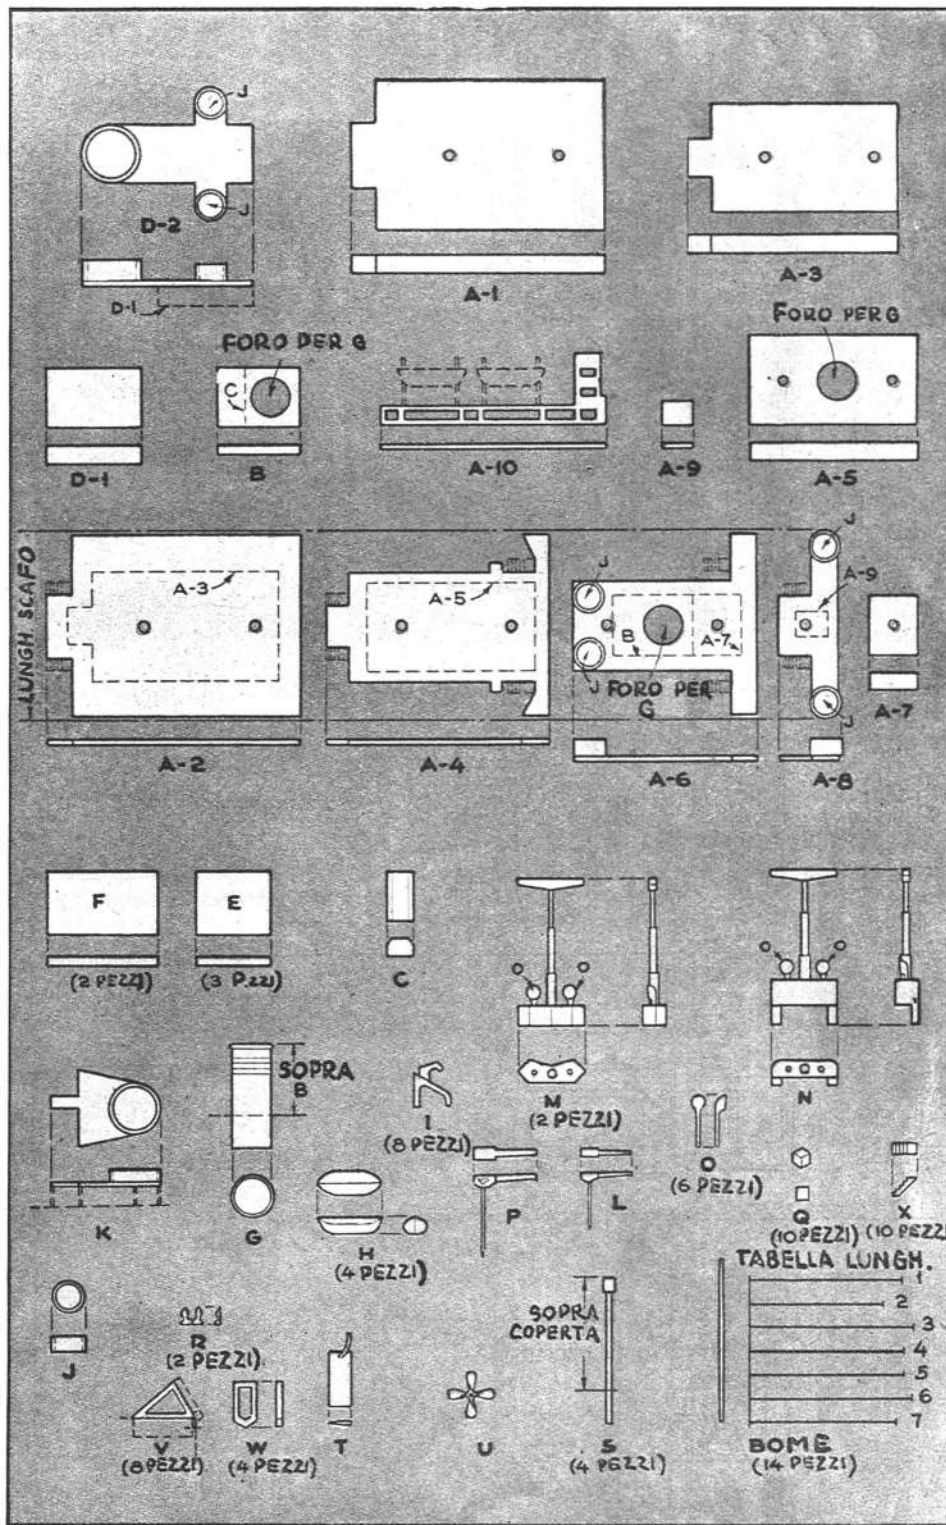 J
J
D-2
D-1
A-1
A-3
FORO PER G
C
D-1
B
A-10
A-9
FORO PER G
A-5
LUNGH SCAFO
A-3
A-2
A-5
A-4
J
B
A-7
J
FORO PER
G
A-6
J
A-9
J
A-8
A-7
F
(2 PEZZI)
E
(3 P.ZZI)
C
O
O
M
(2 PEZZI)
O
O
N
K
SOPRA
B
G
I
(8 PEZZI)
H
(4 PEZZI)
P
L
O
(6 PEZZI)
Q
(10 PEZZI)
X
(10 PEZZI
TABELLA LUNGH.
1
2
3
4
5
6
7
BOME
(14 PEZZI)
J
R
(2 PEZZI)
V
(8 PEZZI)
W
(4 PEZZI)
T
U
SOPRA
COPERTA
S
(4 PEZZI)